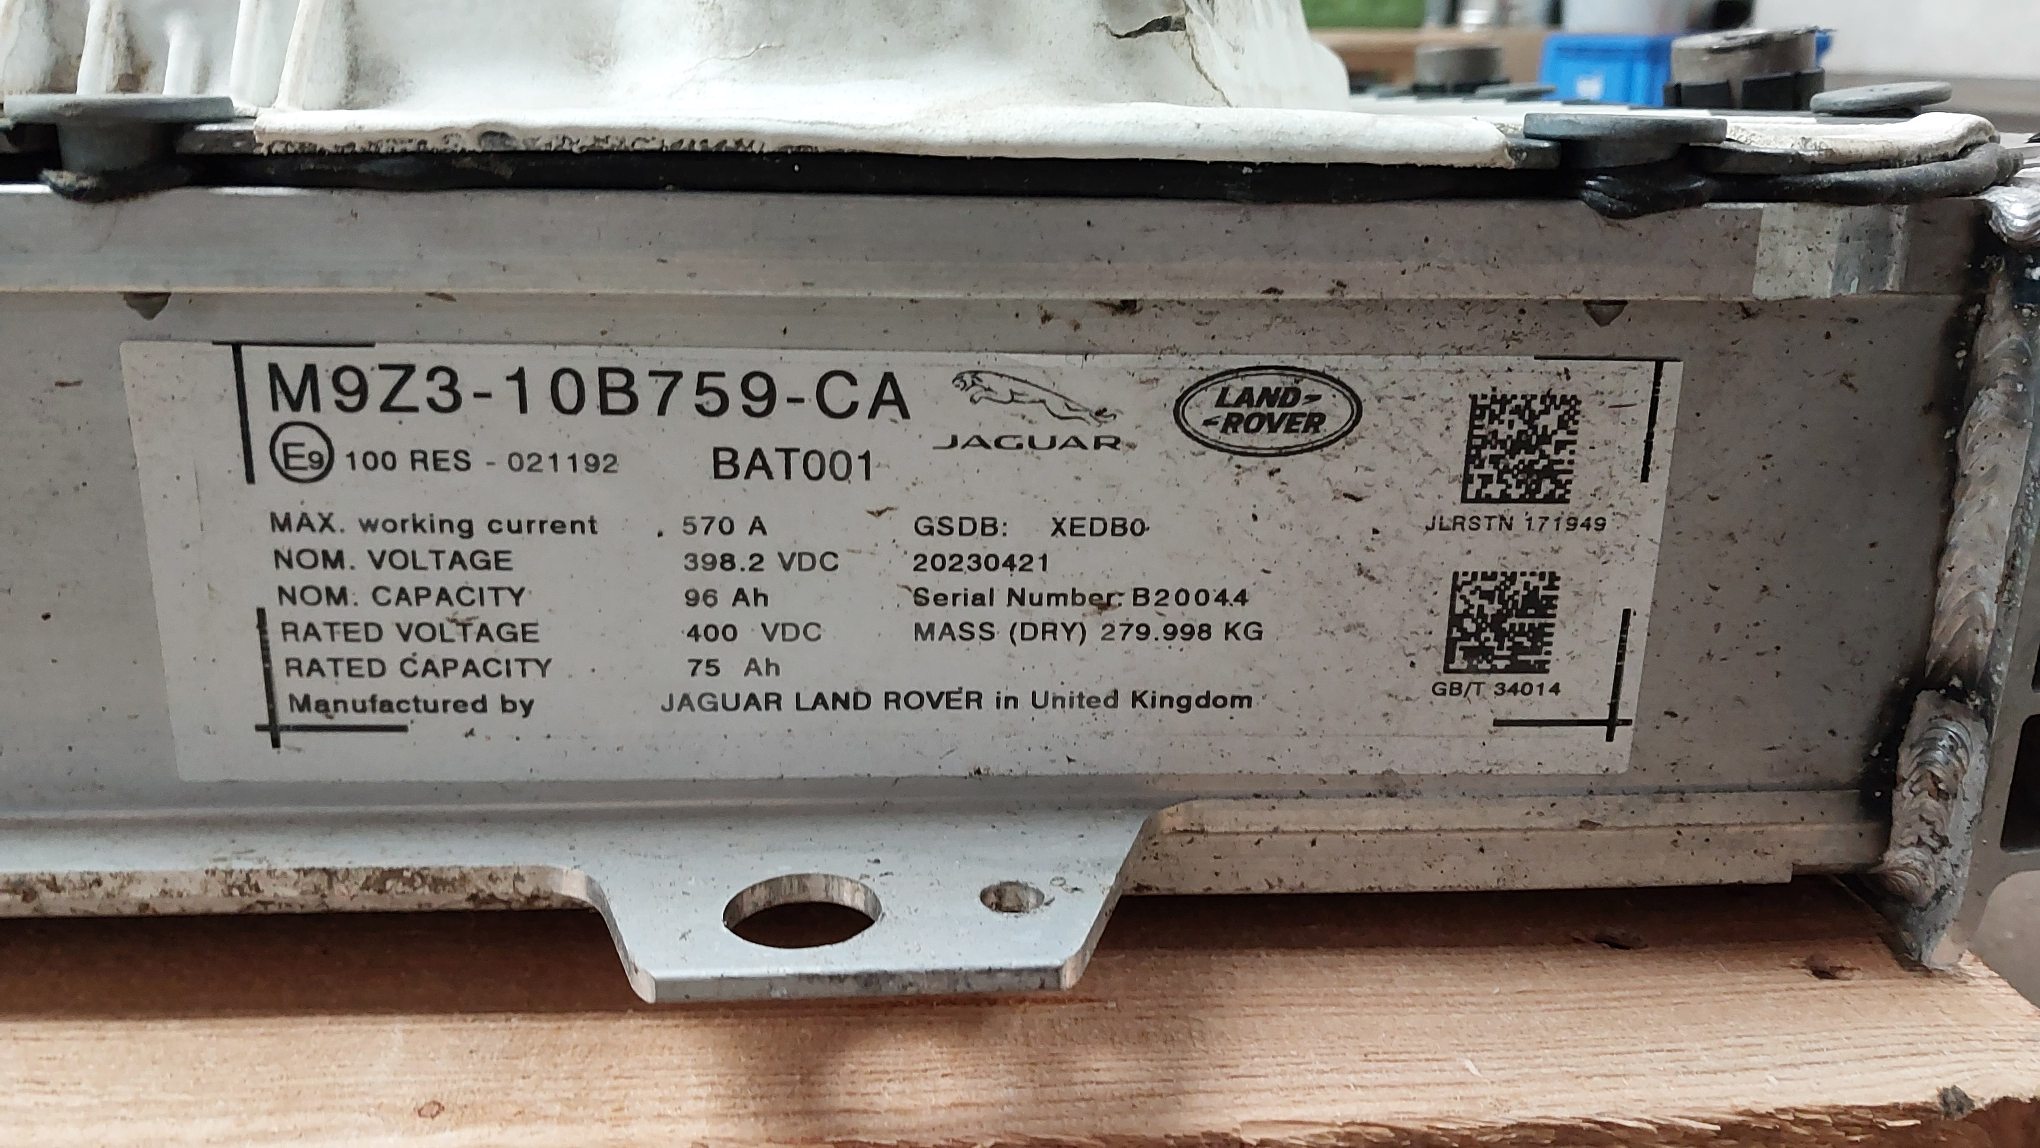 M9Z3-10B759-CA
JAGUAR
LAND-
-ROVER
E9 100 RES - 021192 BAT001
MAX. working current 570 A GSDB: XEDB0
JLRSTN 171949
NOM. VOLTAGE 398.2 VDC 20230421
NOM. CAPACITY 96 Ah Serial Number: B20044
RATED VOLTAGE 400 VDC MASS (DRY) 279.998 KG
RATED CAPACITY 75 Ah
GB/T 34014
Manufactured by JAGUAR LAND ROVER in United Kingdom